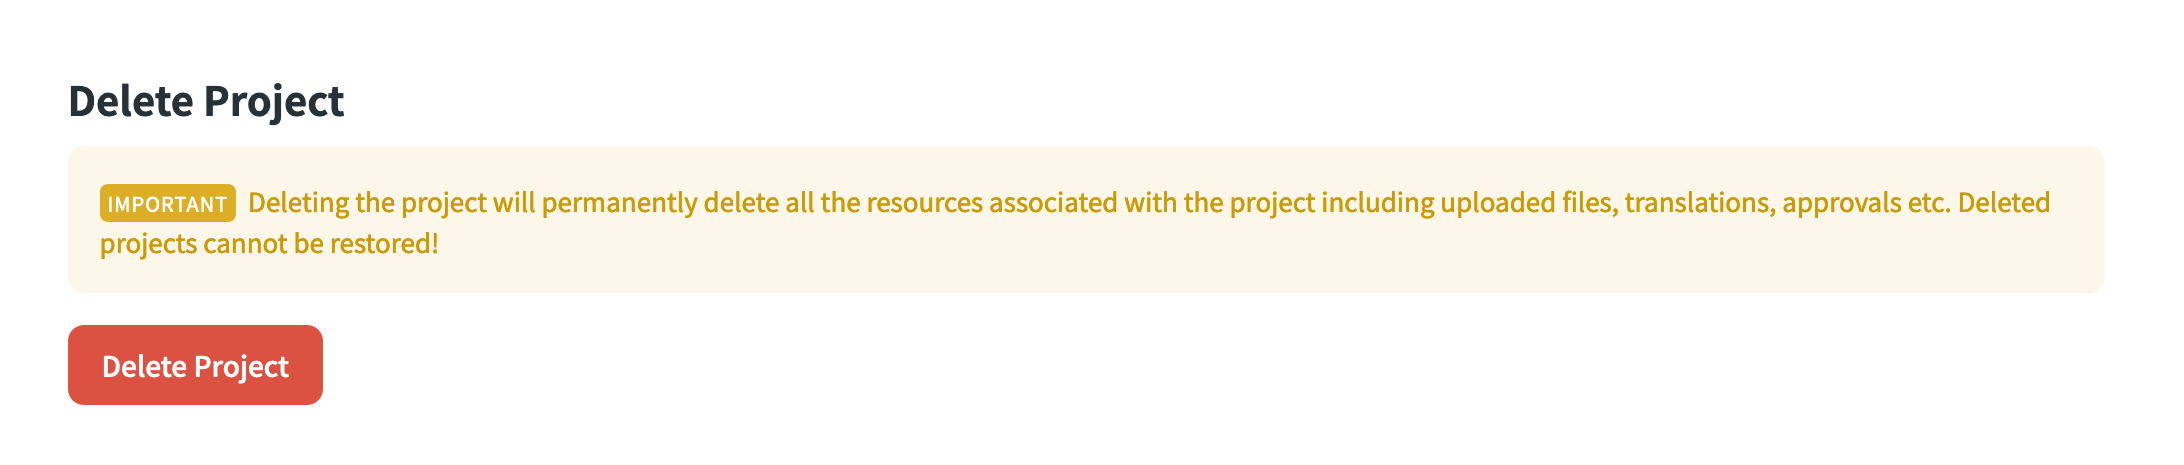 Delete Project
IMPORTANT Deleting the project will permanently delete all the resources associated with the project including uploaded files, translations, approvals etc. Deleted
projects cannot be restored!
Delete Project